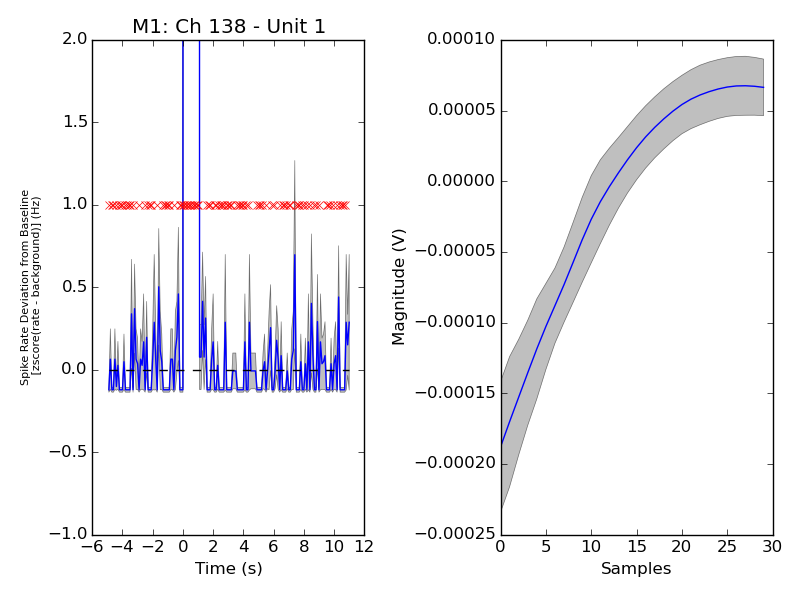 M1: Ch 138 - Unit 1
2.0
1.5
1.0
0.5
0.0
−0.5
−1.0
−6 −4 −2 0 2 4 6 8 10 12
Time (s)
Spike Rate Deviation from Baseline
[zscore(rate - background)] (Hz)
0.00010
0.00005
0.00000
−0.00005
−0.00010
−0.00015
−0.00020
−0.00025
0 5 10 15 20 25 30
Samples
Magnitude (V)